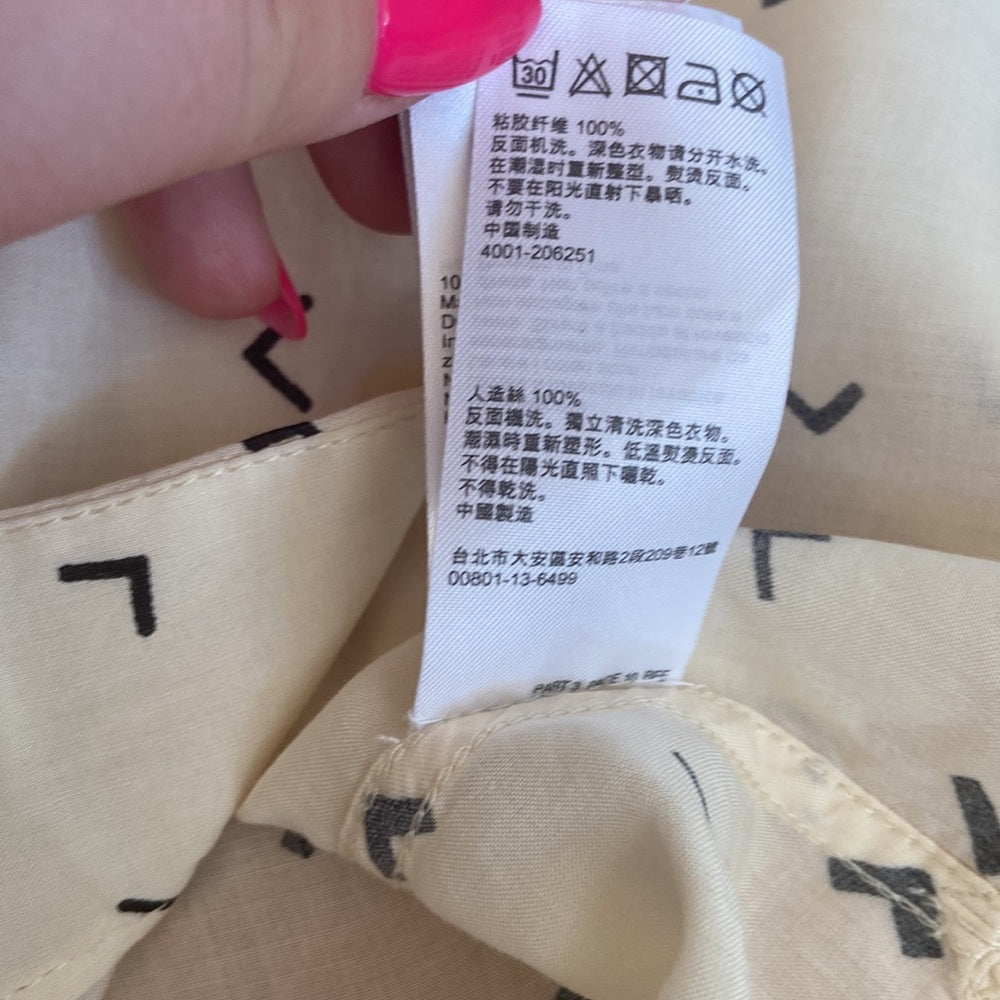 30
粘胶纤维 100%
反面机洗。深色衣物请分开水洗。
在潮湿时重新整型。熨烫反面。
不要在阳光直射下暴晒。
请勿干洗。
中国制造
4001-206251
10
人造絲 100%
反面機洗。獨立清洗深色衣物。
潮濕時重新塑形。低溫熨燙反面。
不得在陽光直照下曬乾。
不得乾洗。
中國製造
台北市大安區安和路2段209巷12號
00801-13-6499
PART 3 PAGE 10